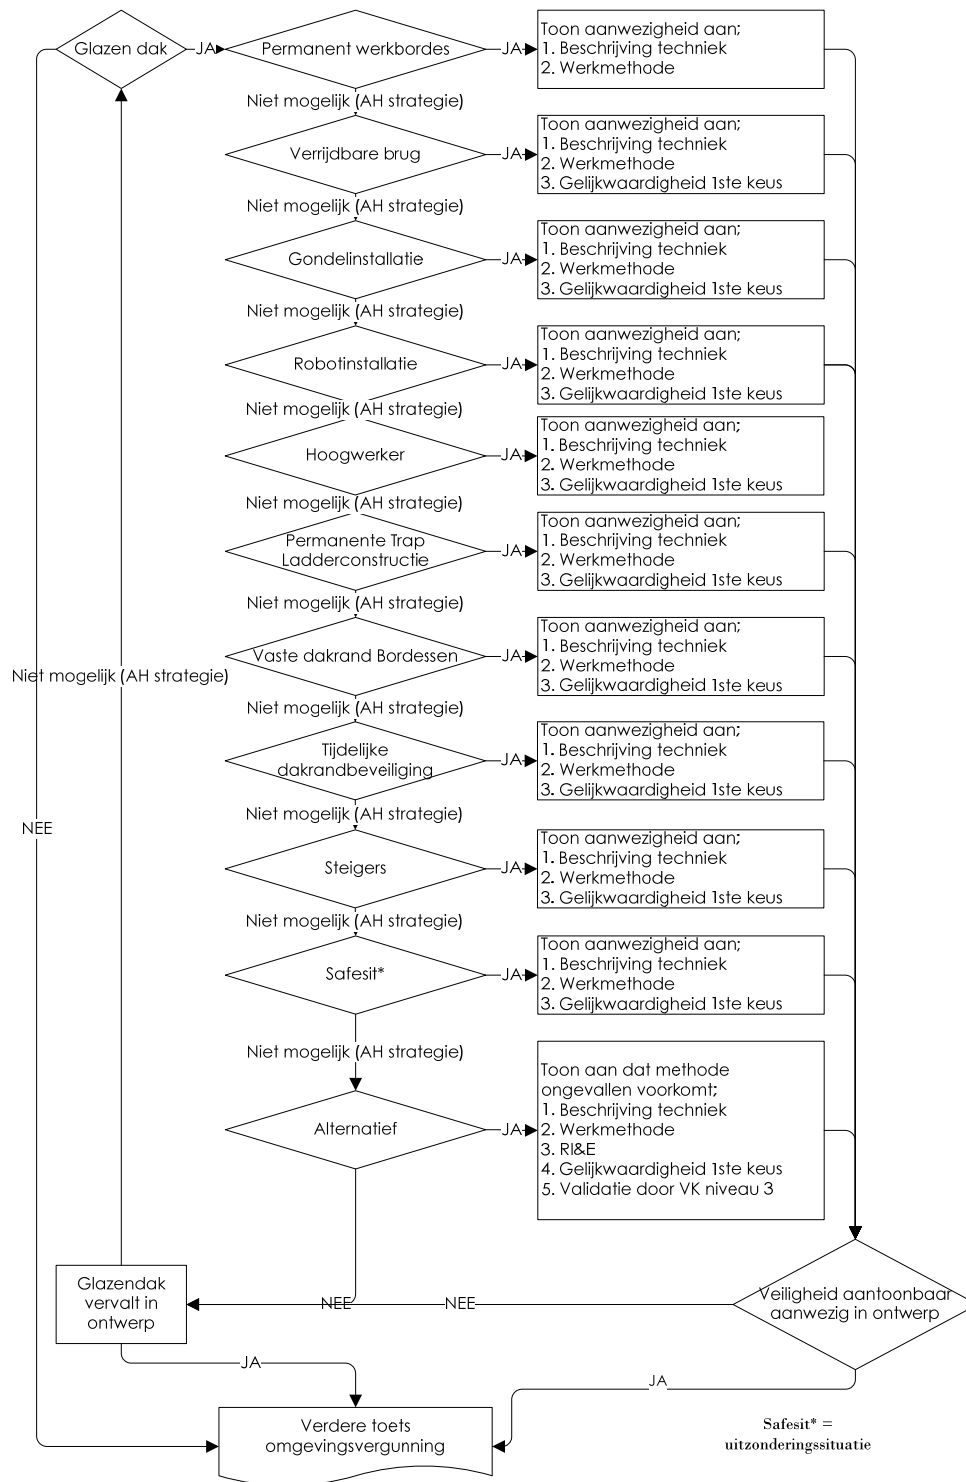 Glazen dak
JA
Permanent werkbordes
JA
Toon aanwezigheid aan;
1. Beschrijving techniek
2. Werkmethode
Niet mogelijk (AH strategie)
Verrijdbare brug
JA
Toon aanwezigheid aan;
1. Beschrijving techniek
2. Werkmethode
3. Gelijkwaardigheid 1ste keus
Niet mogelijk (AH strategie)
Gondelinstallatie
JA
Toon aanwezigheid aan;
1. Beschrijving techniek
2. Werkmethode
3. Gelijkwaardigheid 1ste keus
Niet mogelijk (AH strategie)
Robotinstallatie
JA
Toon aanwezigheid aan;
1. Beschrijving techniek
2. Werkmethode
3. Gelijkwaardigheid 1ste keus
Niet mogelijk (AH strategie)
Hoogwerker
JA
Toon aanwezigheid aan;
1. Beschrijving techniek
2. Werkmethode
3. Gelijkwaardigheid 1ste keus
Niet mogelijk (AH strategie)
Permanente Trap
Ladderconstructie
JA
Toon aanwezigheid aan;
1. Beschrijving techniek
2. Werkmethode
3. Gelijkwaardigheid 1ste keus
Niet mogelijk (AH strategie)
Vaste dakrand Bordessen
JA
Toon aanwezigheid aan;
1. Beschrijving techniek
2. Werkmethode
3. Gelijkwaardigheid 1ste keus
Niet mogelijk (AH strategie)
Niet mogelijk (AH strategie)
Tijdelijke
dakrandbeveiliging
JA
Toon aanwezigheid aan;
1. Beschrijving techniek
2. Werkmethode
3. Gelijkwaardigheid 1ste keus
Niet mogelijk (AH strategie)
NEE
Steigers
JA
Toon aanwezigheid aan;
1. Beschrijving techniek
2. Werkmethode
3. Gelijkwaardigheid 1ste keus
Niet mogelijk (AH strategie)
Safesit*
JA
Toon aanwezigheid aan;
1. Beschrijving techniek
2. Werkmethode
3. Gelijkwaardigheid 1ste keus
Niet mogelijk (AH strategie)
Alternatief
JA
Toon aan dat methode
ongevallen voorkomt;
1. Beschrijving techniek
2. Werkmethode
3. RI&E
4. Gelijkwaardigheid 1ste keus
5. Validatie door VK niveau 3
Glazendak
vervalt in
ontwerp
NEE
NEE
Veiligheid aantoonbaar
aanwezig in ontwerp
JA
JA
Verdere toets
omgevingsvergunning
Safesit* =
uitzonderingssituatie